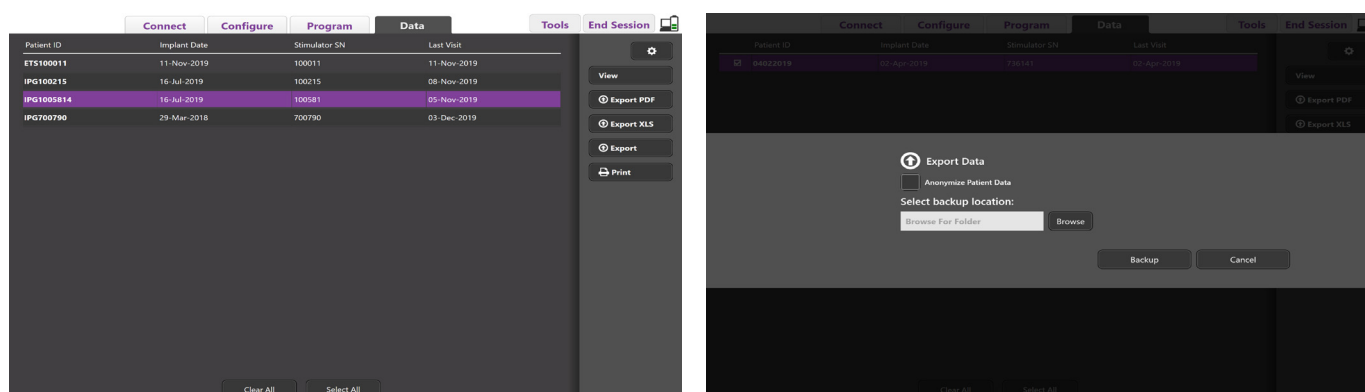 Connect Configure Program Data Tools End Session
Patient ID Implant Date Stimulator SN Last Visit
ETS100011 11-Nov-2019 100011 11-Nov-2019
IPG100215 16-Jul-2019 100215 08-Nov-2019
IPG1005814 16-Jul-2019 100581 05-Nov-2019
IPG700790 29-Mar-2018 700790 03-Dec-2019
View
Export PDF
Export XLS
Export
Print
Clear All Select All
Connect Configure Program Data Tools End Session
Patient ID Implant Date Stimulator SN Last Visit
04022019 02-Apr-2019 736141 02-Apr-2019
View
Export PDF
Export XLS
Export Data
Anonymize Patient Data
Select backup location:
Browse For Folder Browse
Backup Cancel
Clear All Select All